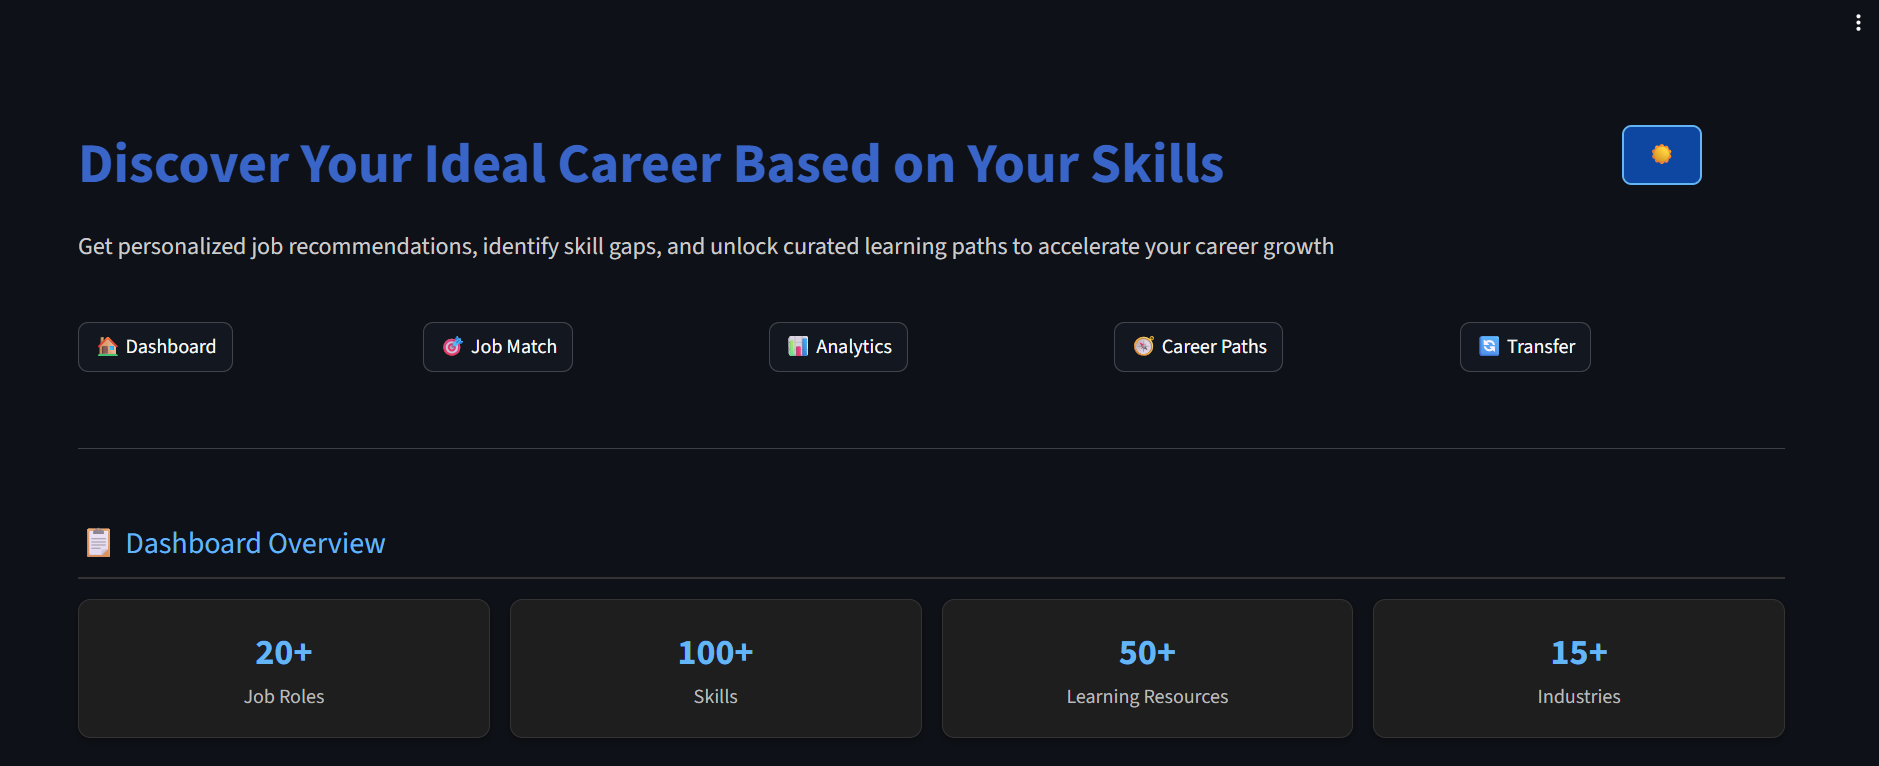 Discover Your Ideal Career Based on Your Skills
Get personalized job recommendations, identify skill gaps, and unlock curated learning paths to accelerate your career growth
Dashboard
Job Match
Analytics
Career Paths
Transfer
Dashboard Overview
20+
Job Roles
100+
Skills
50+
Learning Resources
15+
Industries